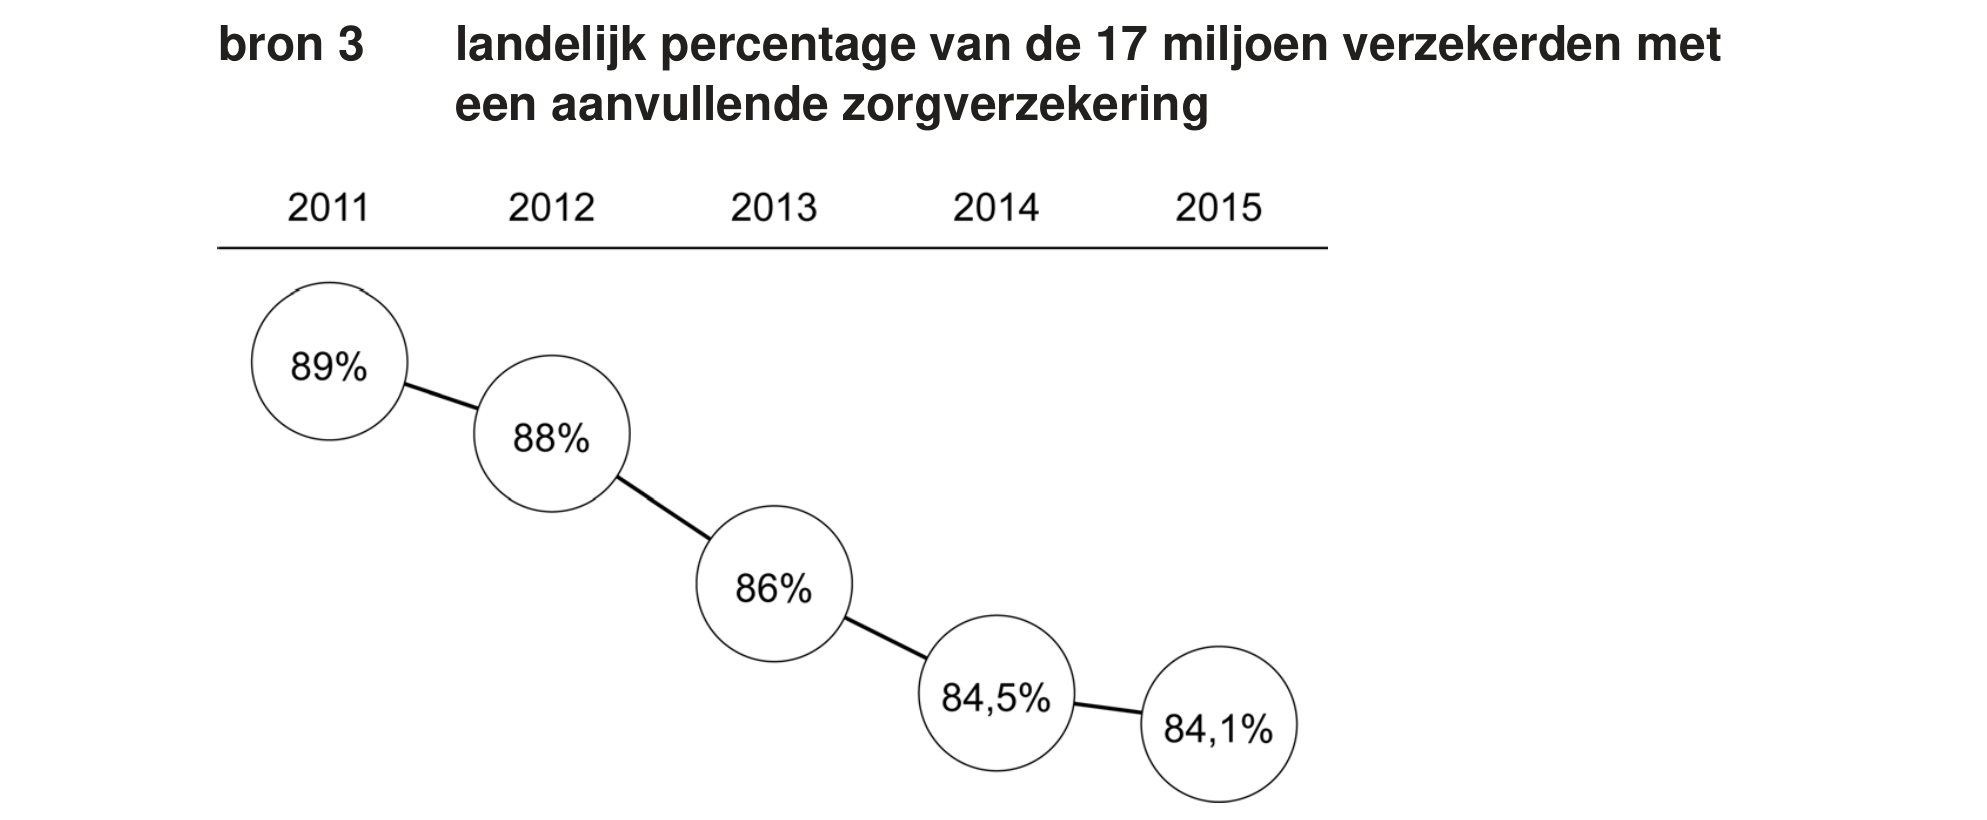 bron 3 landelijk percentage van de 17 miljoen verzekerden met
een aanvullende zorgverzekering
2011 2012 2013 2014 2015
89%
88%
86%
84,5%
84,1%